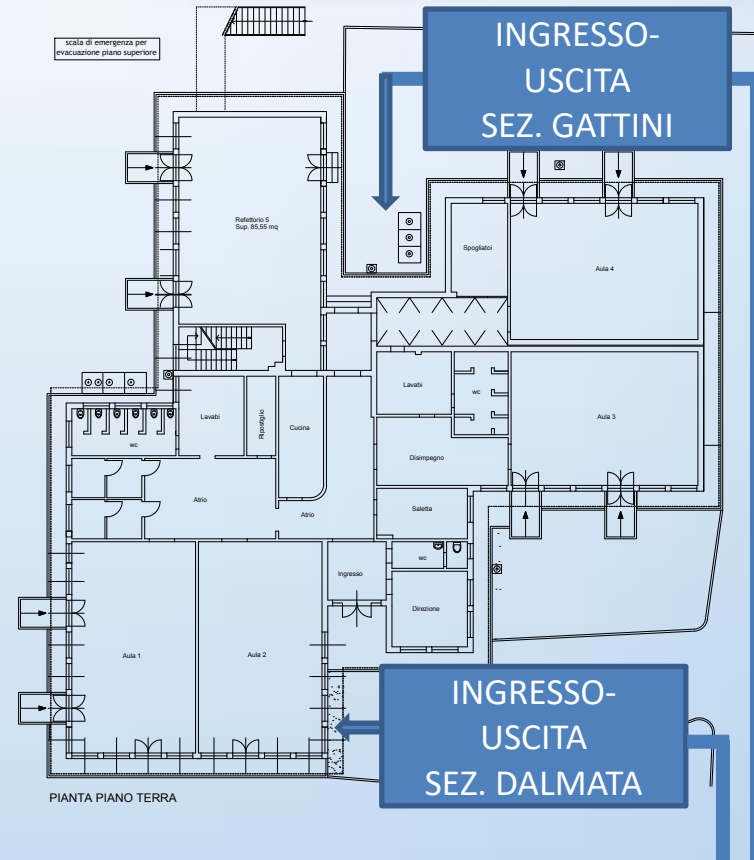 scala di emergenza per
evacuazione piano superiore
INGRESSO-
USCITA
SEZ. GATTINI
Refettorio 5
Sup. 85,55 mq
Spogliatoi
Aula 4
Lavabi
wc
Aula 3
Lavabi
Ripostiglio
Cucina
wc
Disimpegno
Atrio
Atrio
Saletta
wc
Ingresso
Direzione
Aula 1
Aula 2
INGRESSO-
USCITA
SEZ. DALMATA
PIANTA PIANO TERRA